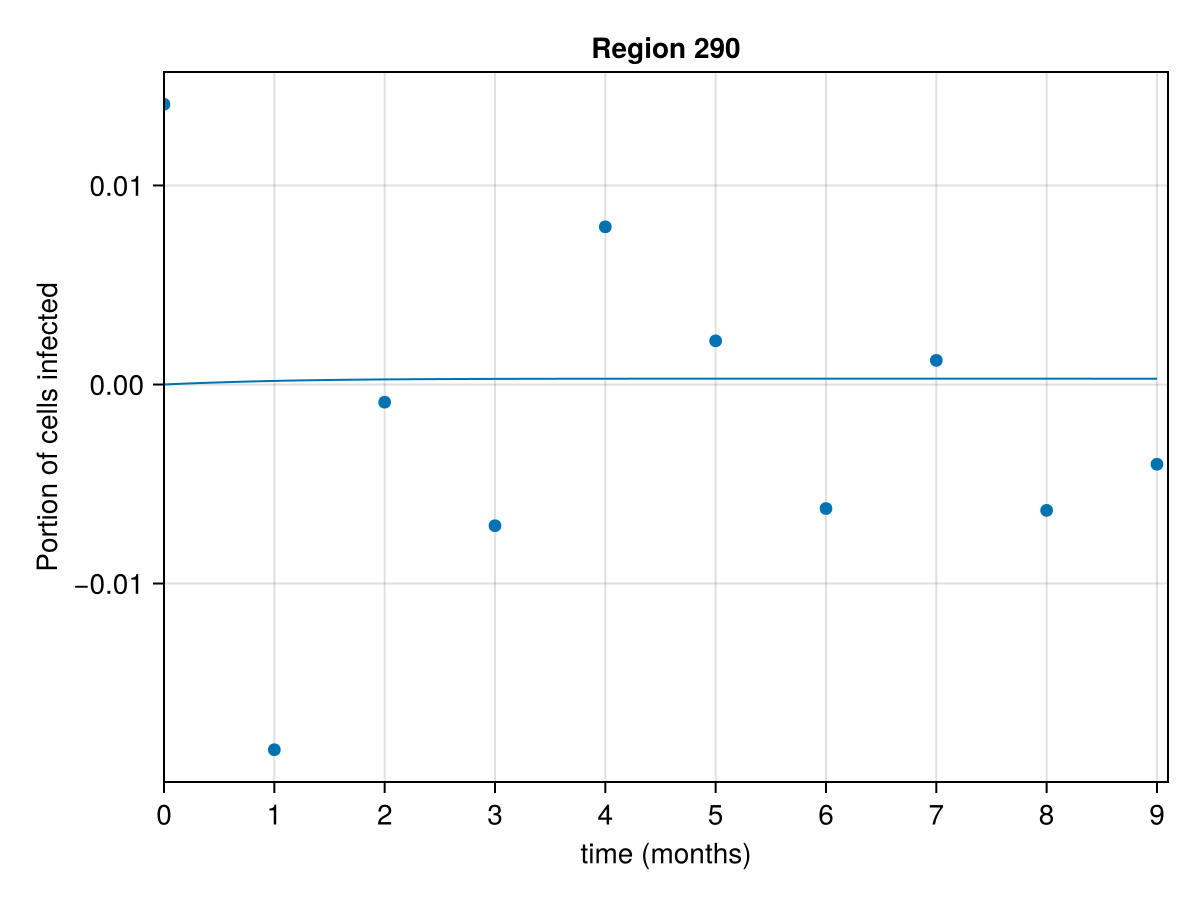 Region 290
Portion of cells infected
0.01
0.00
−0.01
0 1 2 3 4 5 6 7 8 9
time (months)